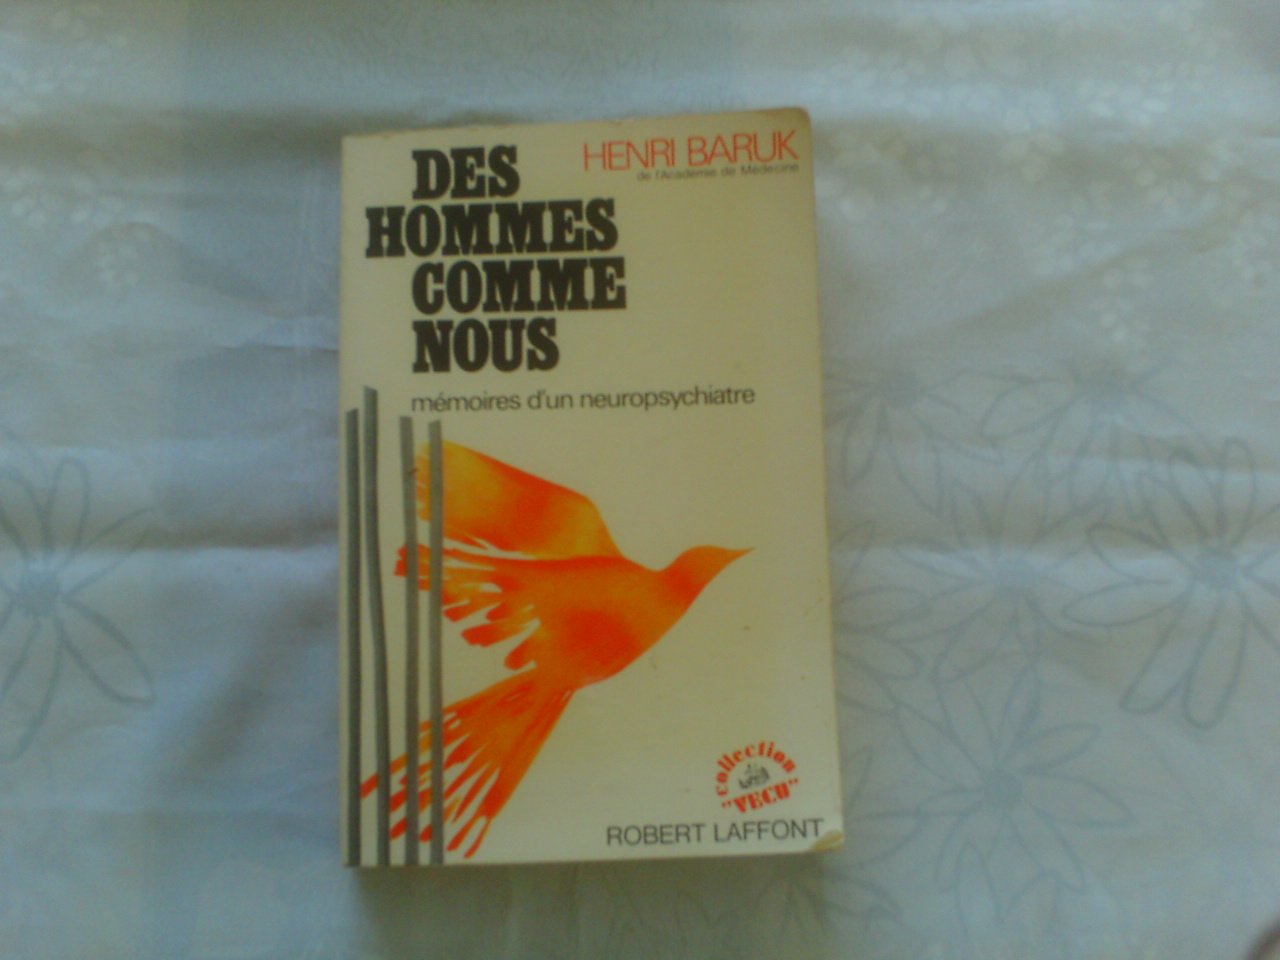 HENRI BARUK
de l'Académie de Médecine
DES
HOMMES
COMME
NOUS
mémoires d'un neuropsychiatre
collection
"VECU"
ROBERT LAFFONT